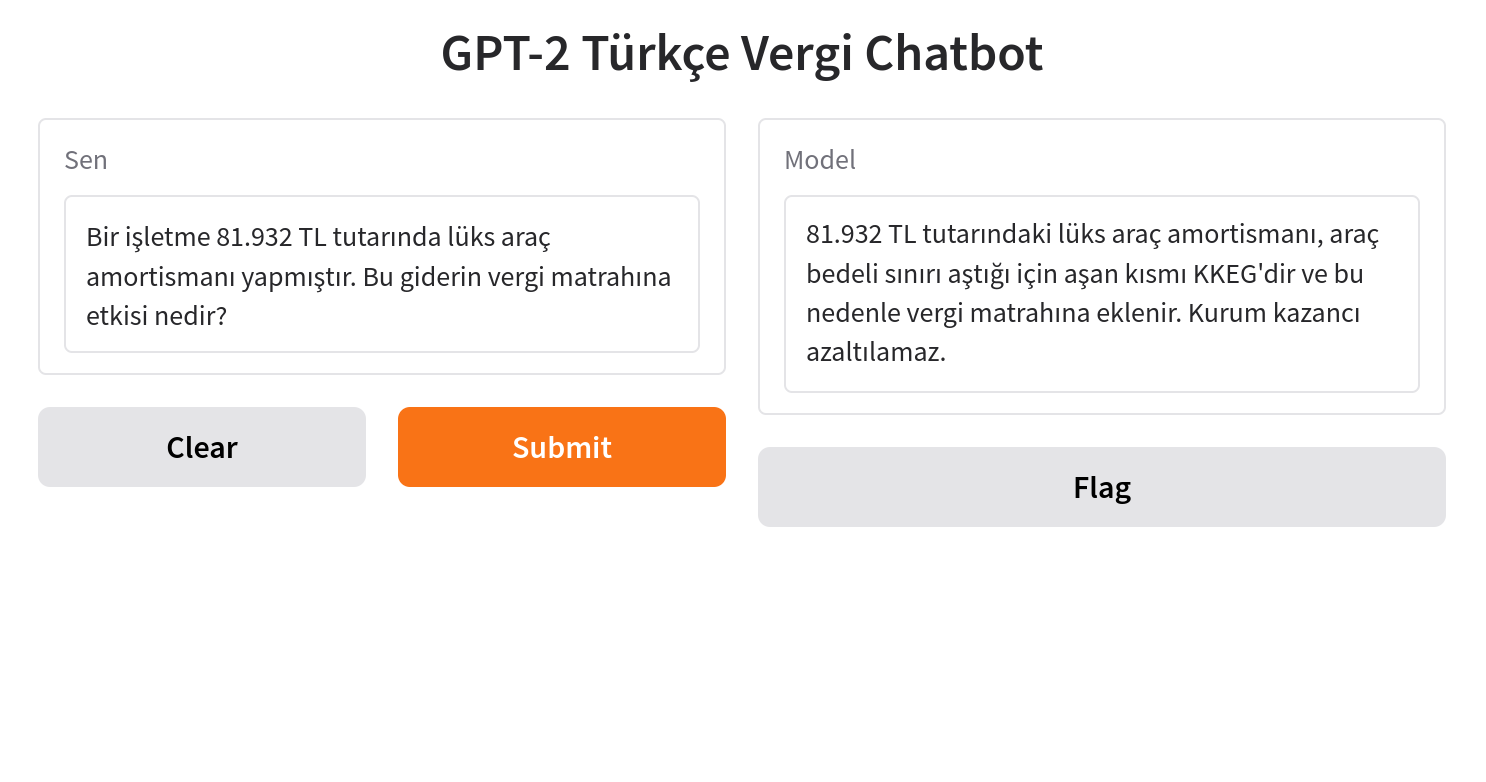 GPT-2 Türkçe Vergi Chatbot
Sen
Bir işletme 81.932 TL tutarında lüks araç
amortismanı yapmıştır. Bu giderin vergi matrahına
etkisi nedir?
Clear
Submit
Model
81.932 TL tutarındaki lüks araç amortismanı, araç
bedeli sınırı aştığı için aşan kısmı KKEG'dir ve bu
nedenle vergi matrahına eklenir. Kurum kazancı
azaltılamaz.
Flag